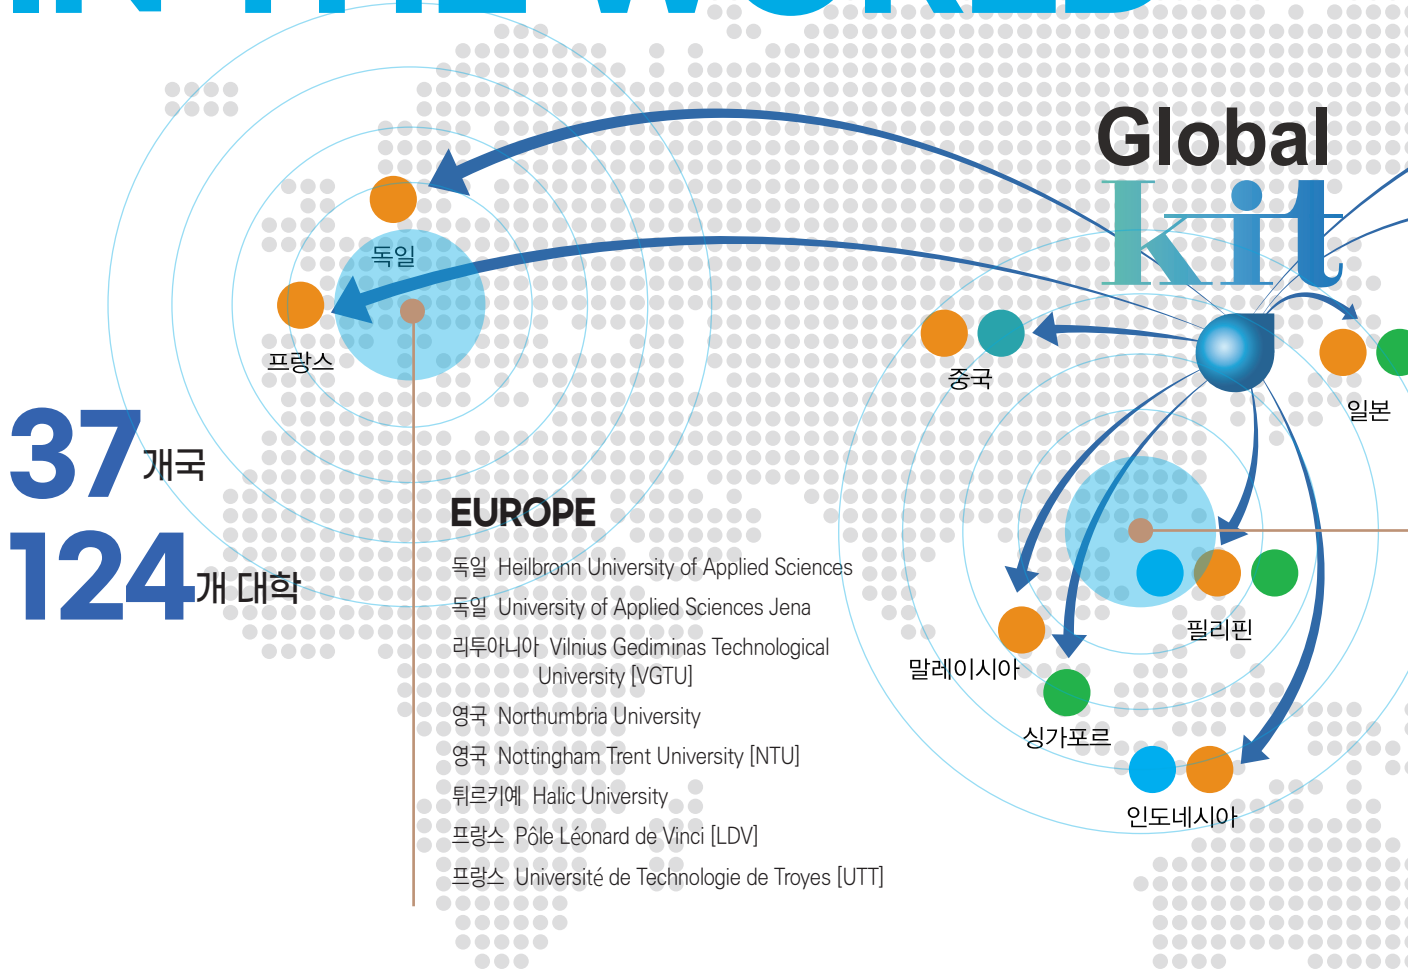 IN THE WORLD
Global
kit
독일
프랑스
중국
일본
37개국
124개 대학
필리핀
말레이시아
싱가포르
인도네시아
EUROPE
독일 Heilbronn University of Applied Sciences
독일 University of Applied Sciences Jena
리투아니아 Vilnius Gediminas Technological
University [VGTU]
영국 Northumbria University
영국 Nottingham Trent University [NTU]
튀르키예 Halic University
프랑스 Pôle Léonard de Vinci [LDV]
프랑스 Université de Technologie de Troyes [UTT]